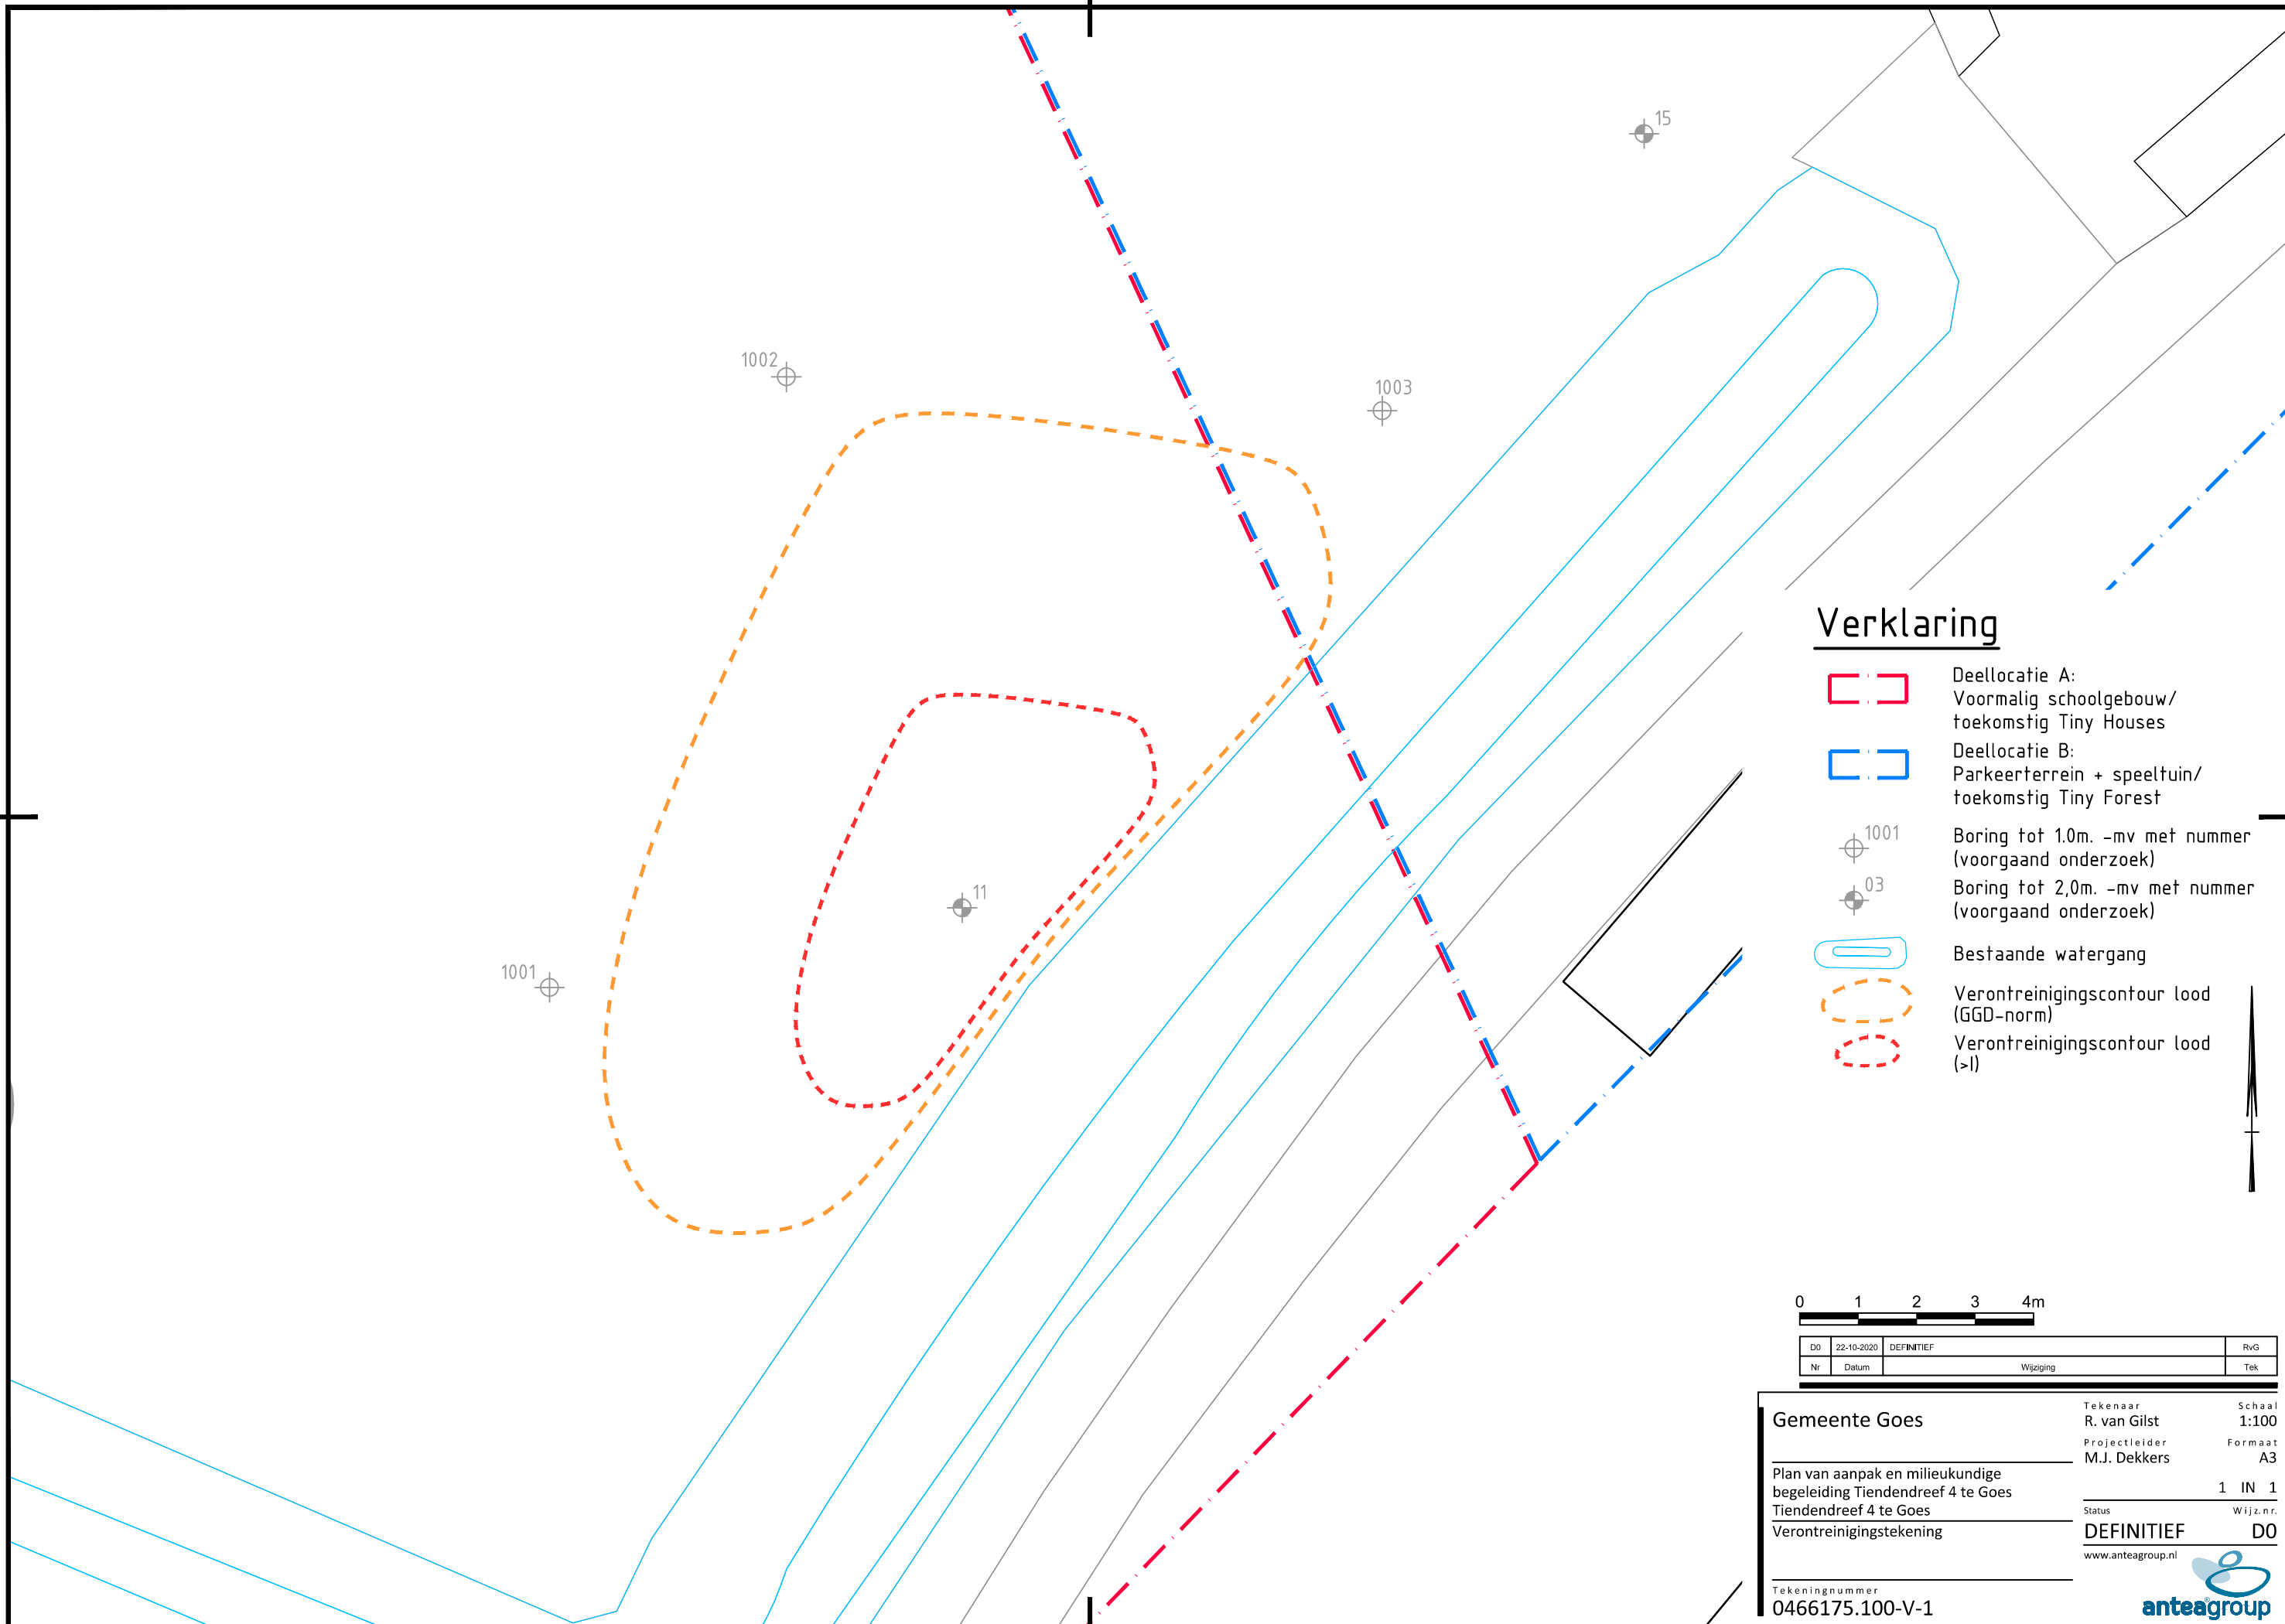 15
1002
1003
11
1001
Verklaring
Deellocatie A:
Voormalig schoolgebouw/
toekomstig Tiny Houses
Deellocatie B:
Parkeerterrein + speeltuin/
toekomstig Tiny Forest
1001
Boring tot 1.0m. -mv met nummer
(voorgaand onderzoek)
03
Boring tot 2,0m. -mv met nummer
(voorgaand onderzoek)
Bestaande watergang
Verontreinigingscontour lood
(GGD-norm)
Verontreinigingscontour lood
(>I)
0 1 2 3 4m
D0 22-10-2020 DEFINITIEF RvG
Nr Datum Wijziging Tek
Gemeente Goes
Plan van aanpak en milieukundige
begeleiding Tiendendreef 4 te Goes
Tiendendreef 4 te Goes
Verontreinigingstekening
Tekeningnummer
0466175.100-V-1
Tekenaar Schaal
R. van Gilst 1:100
Projectleider Formaat
M.J. Dekkers A3
1 IN 1
Status Wijz.nr.
DEFINITIEF D0
www.anteagroup.nl
anteagroup